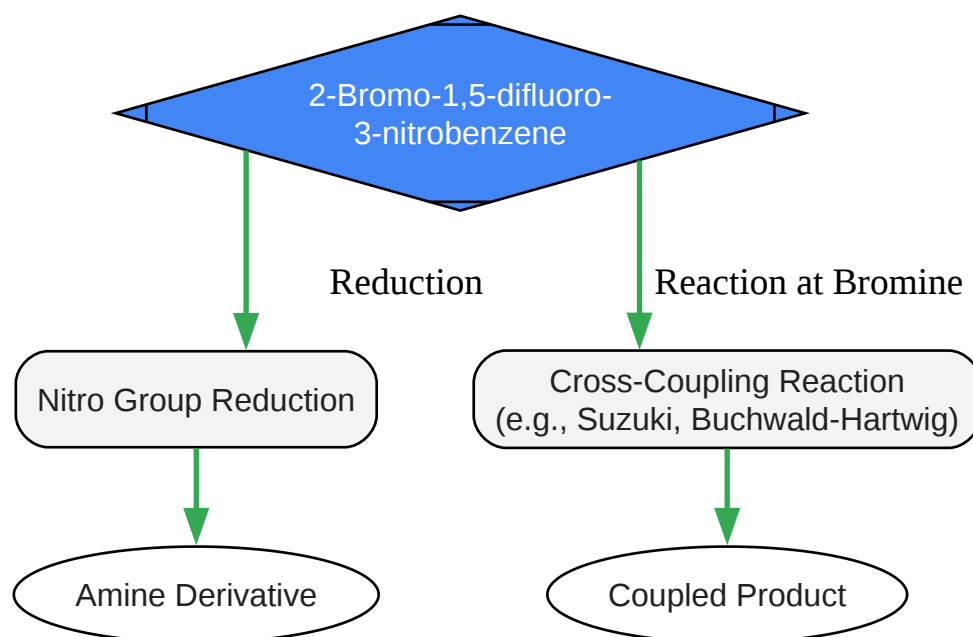 2-Bromo-1,5-difluoro-
3-nitrobenzene
Reduction
Reaction at Bromine
Nitro Group Reduction
Cross-Coupling Reaction
(e.g., Suzuki, Buchwald-Hartwig)
Amine Derivative
Coupled Product